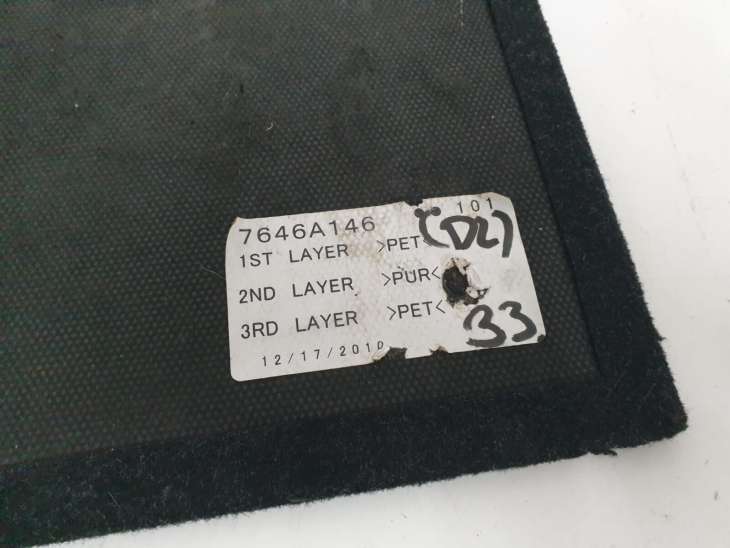 101
7646A146
(DL)
1ST LAYER >PET<
2ND LAYER >PUR<
3RD LAYER >PET<
33
12/17/2010